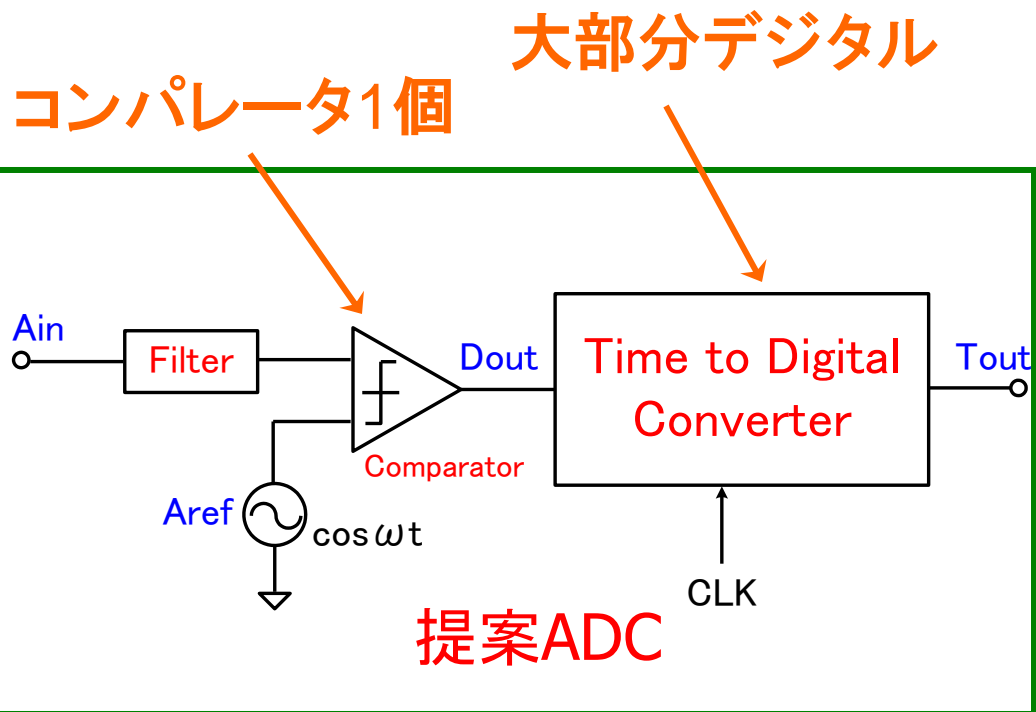 大部分デジタル
コンパレータ1個
Ain
Filter
Dout
Time to Digital
Converter
Tout
Comparator
Aref
cosωt
CLK
提案ADC